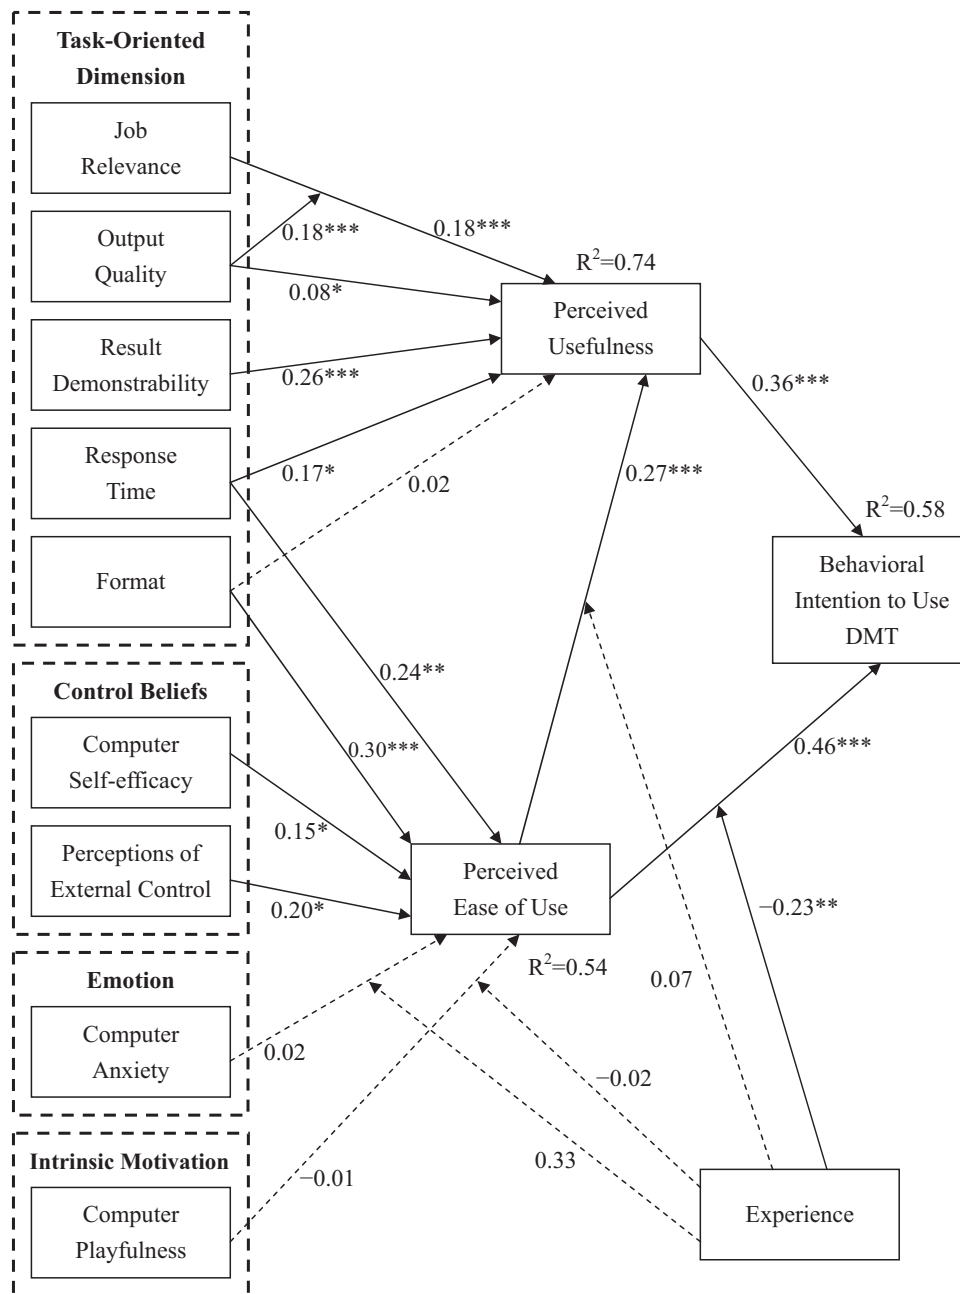 Task-Oriented
Dimension
Job
Relevance
Output
Quality
0.18***
0.18***
0.08*
R²=0.74
Perceived
Usefulness
Result
Demonstrability
0.26***
0.36***
Response
Time
0.17*
0.02
0.27***
R²=0.58
Format
Behavioral
Intention to Use
DMT
0.24**
0.30***
Control Beliefs
Computer
Self-efficacy
0.15*
0.46***
Perceptions of
External Control
0.20*
Perceived
Ease of Use
R²=0.54
−0.23**
0.07
Emotion
Computer
Anxiety
0.02
−0.02
Intrinsic Motivation
−0.01
0.33
Computer
Playfulness
Experience